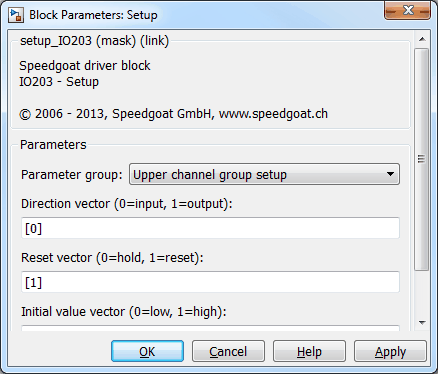 Block Parameters: Setup
setup_IO203 (mask) (link)
Speedgoat driver block
IO203 - Setup
© 2006 - 2013, Speedgoat GmbH, www.speedgoat.ch
Parameters
Parameter group: Upper channel group setup
Direction vector (0=input, 1=output):
[0]
Reset vector (0=hold, 1=reset):
[1]
Initial value vector (0=low, 1=high):
OK Cancel Help Apply